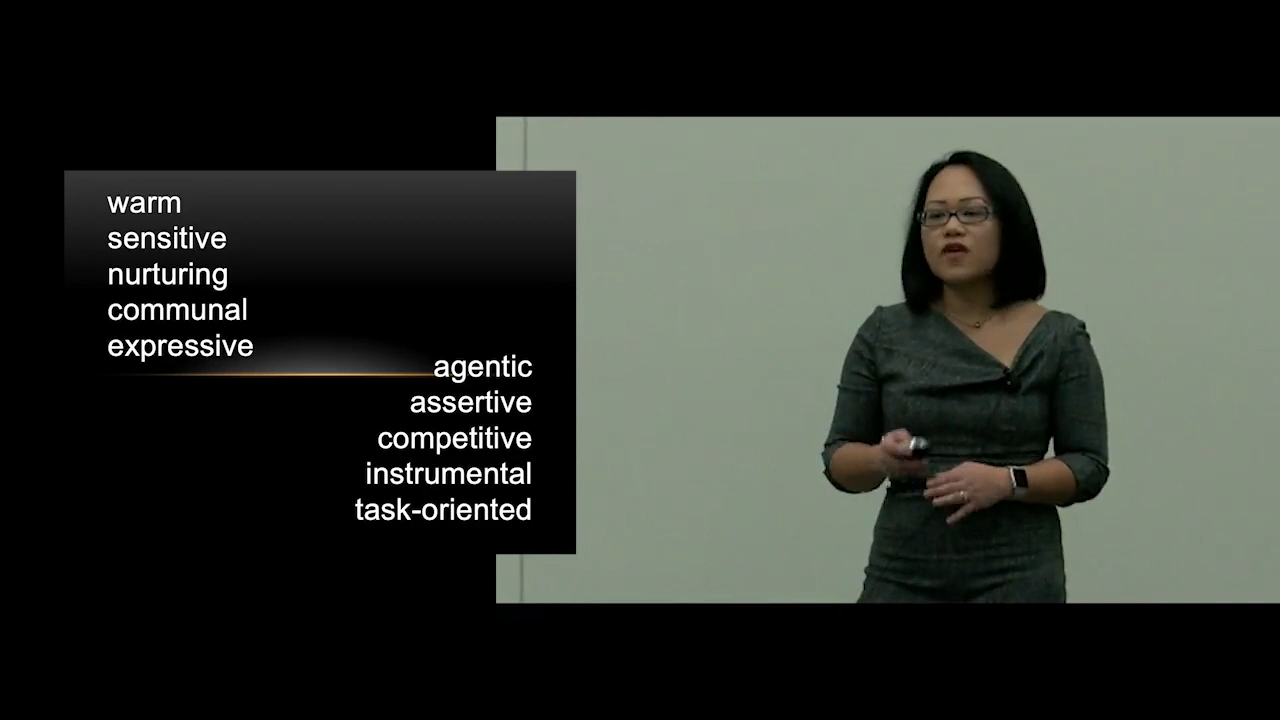 warm
sensitive
nurturing
communal
expressive
agentic
assertive
competitive
instrumental
task-oriented